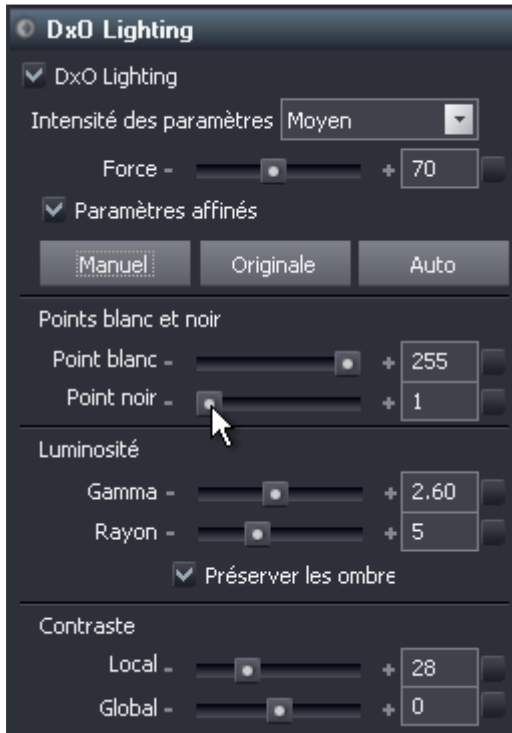 DxO Lighting
DxO Lighting
Intensité des paramètres Moyen
Force - + 70
Paramètres affinés
Manuel Originale Auto
Points blanc et noir
Point blanc - + 255
Point noir - + 1
Luminosité
Gamma - + 2.60
Rayon - + 5
Préserver les ombre
Contraste
Local - + 28
Global - + 0